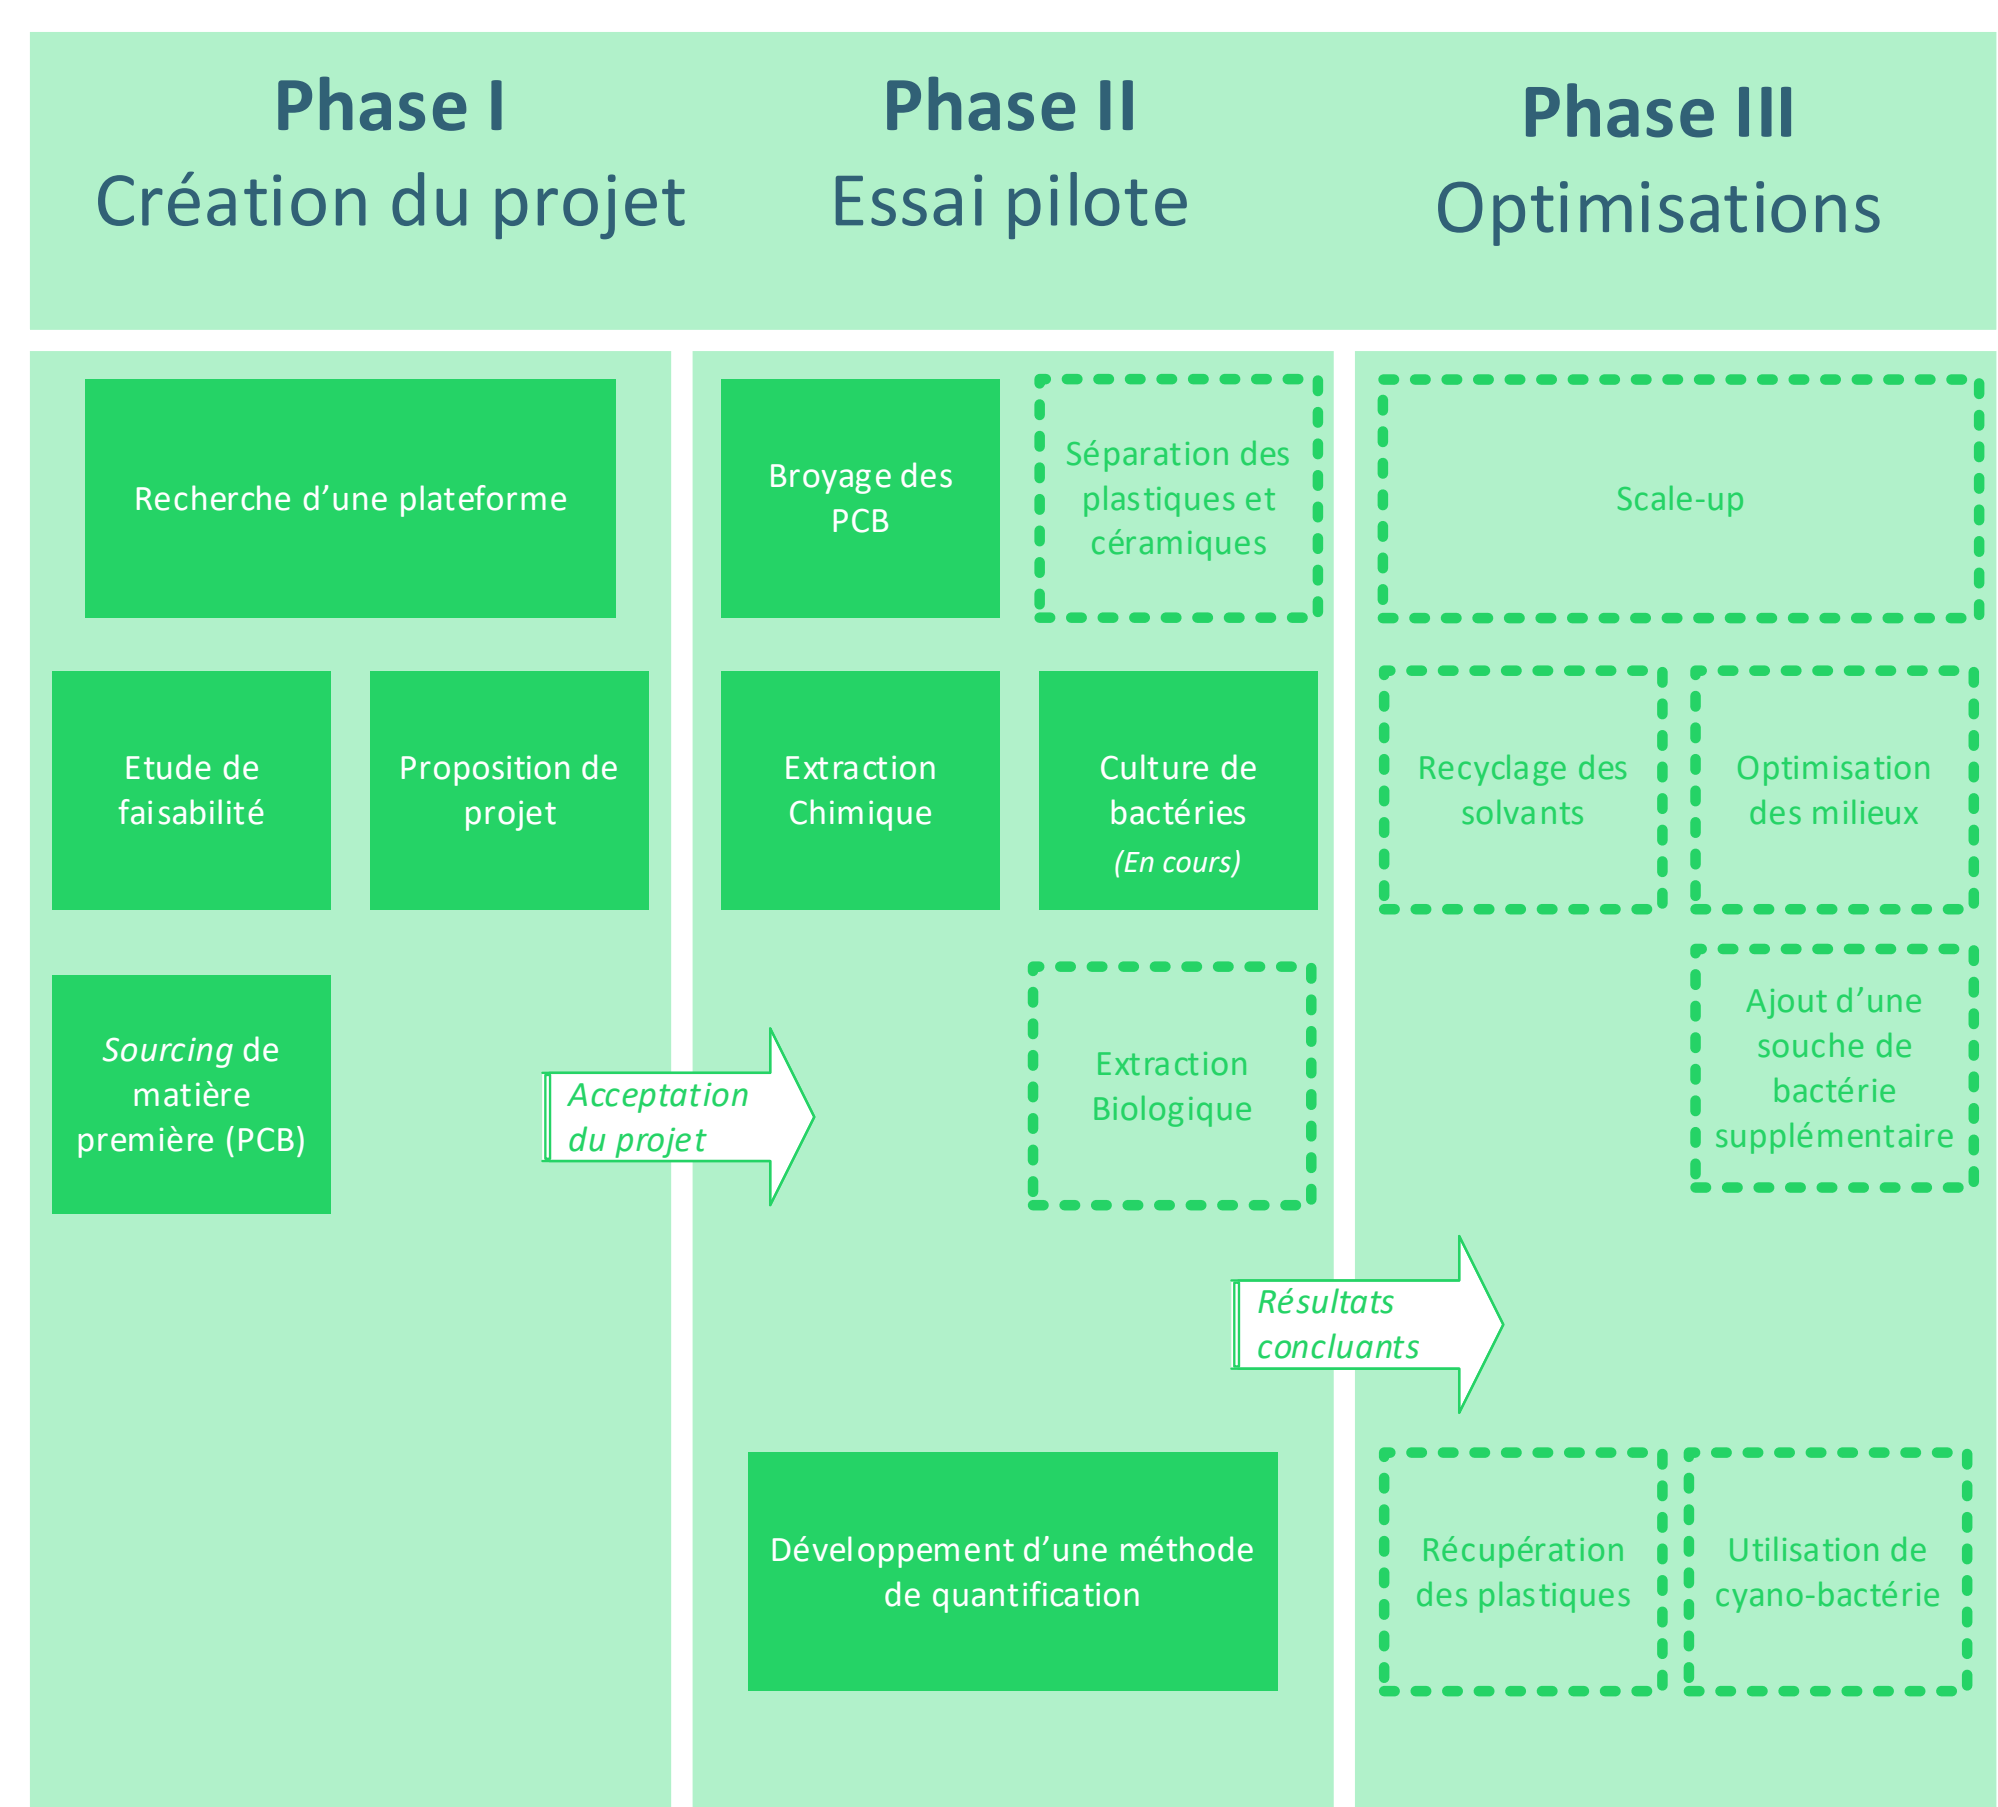 Phase I
Création du projet
Phase II
Essai pilote
Phase III
Optimisations
Recherche d’une plateforme
Etude de
faisabilité
Proposition de
projet
Sourcing de
matière
première (PCB)
Acceptation
du projet
Broyage des
PCB
Séparation des
plastiques et
céramiques
Extraction
Chimique
Culture de
bactéries
(En cours)
Extraction
Biologique
Résultats
concluants
Développement d’une méthode
de quantification
Scale-up
Recyclage des
solvants
Optimisation
des milieux
Ajout d’une
souche de
bactérie
supplémentaire
Récupération
des plastiques
Utilisation de
cyano-bactérie